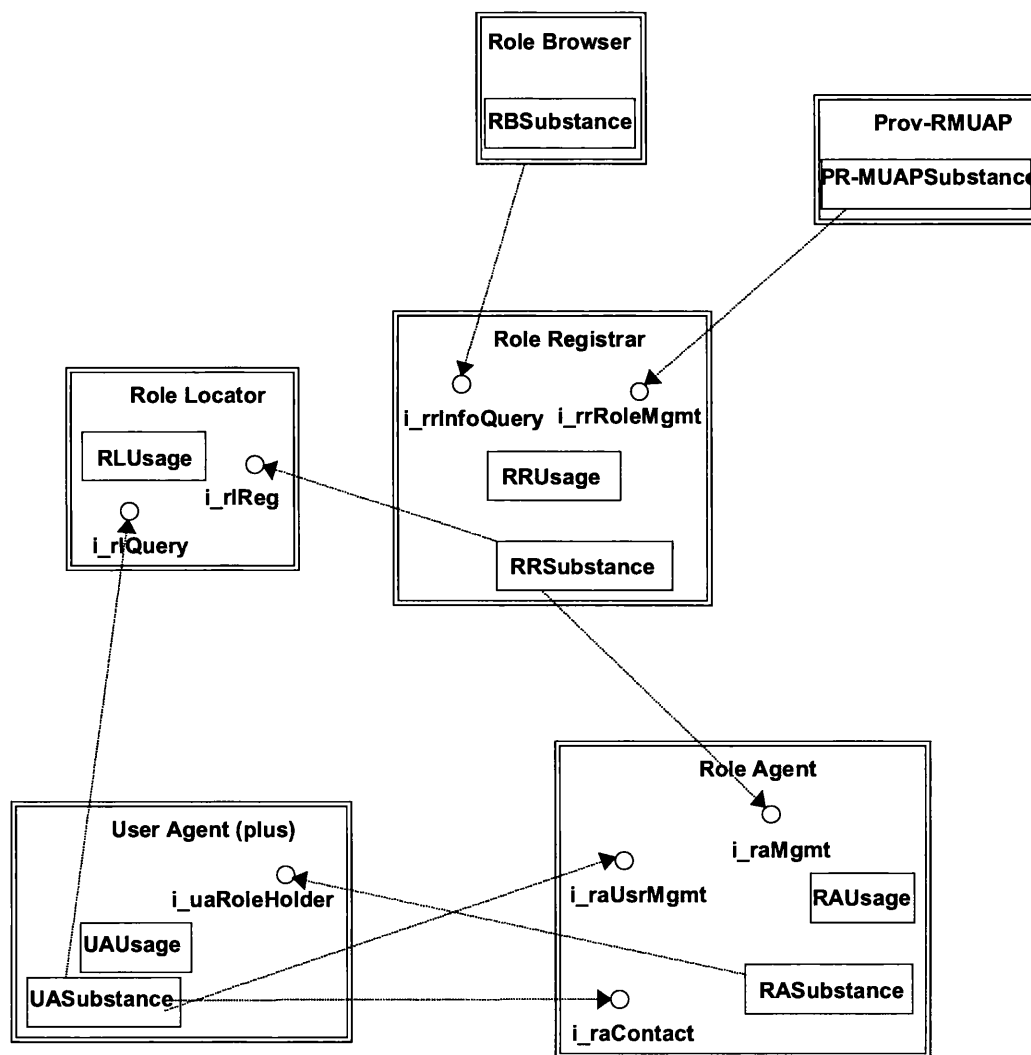 Role Browser
RBSubstance
Prov-RMUAP
PR-MUAPSubstance
Role Registrar
i_rrInfoQuery
i_rrRoleMgmt
RRUsage
RRSubstance
Role Locator
RLUsage
i_rlReg
i_rlQuery
Role Agent
i_raMgmt
i_raUsrMgmt
RAUsage
RASubstance
i_raContact
User Agent (plus)
i_uaRoleHolder
UAUsage
UASubstance